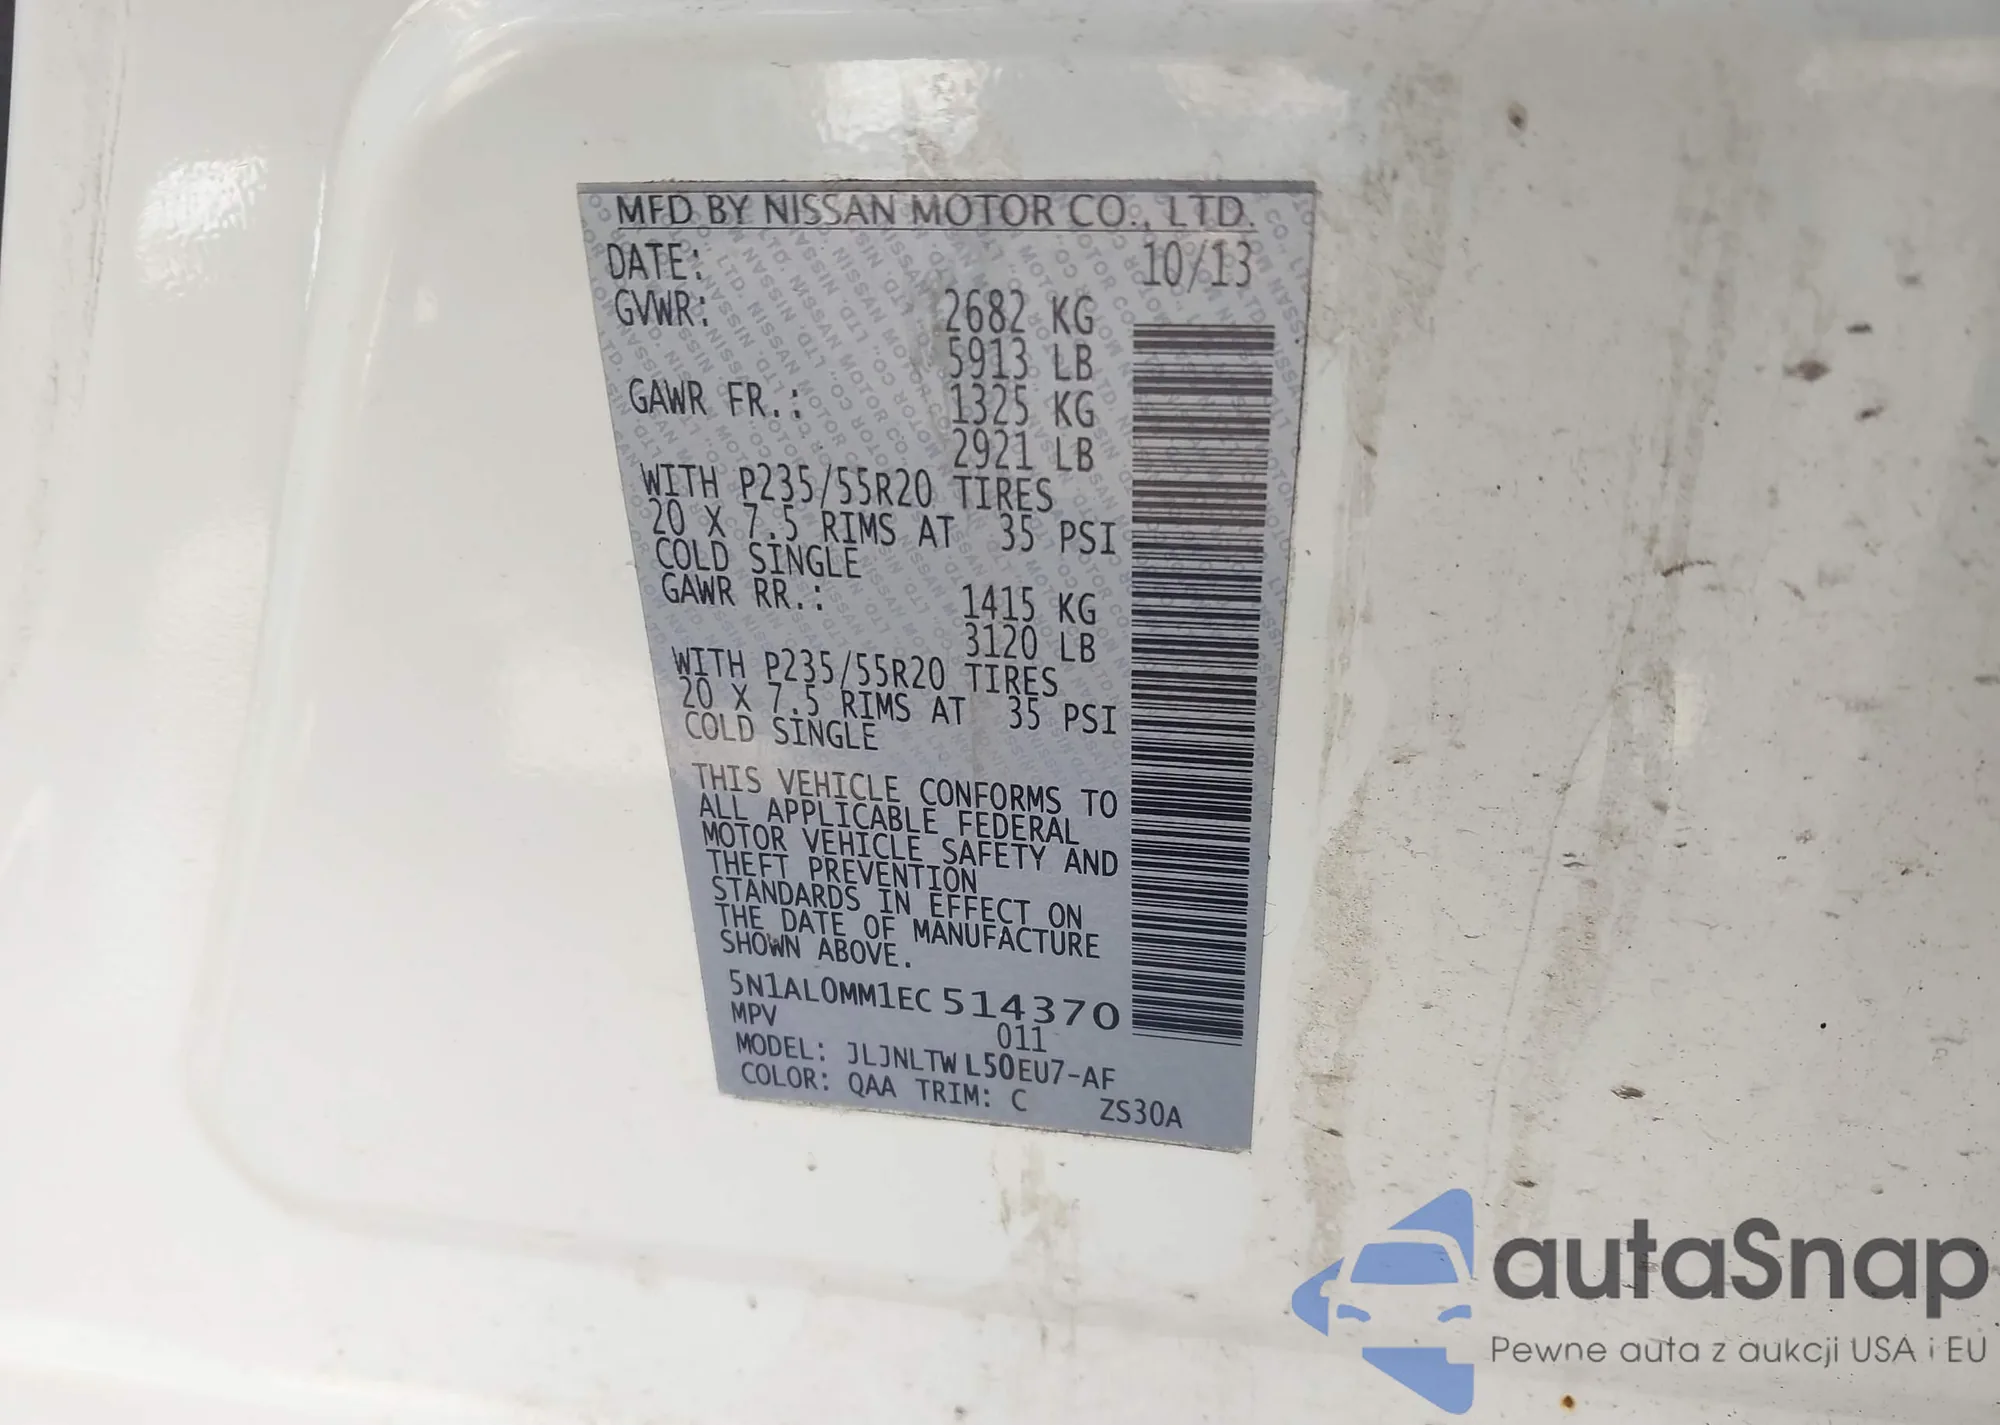 MFD BY NISSAN MOTOR CO., LTD.
DATE: 10/13
GVWR: 2682 KG
5913 LB
GAWR FR.: 1325 KG
2921 LB
WITH P235/55R20 TIRES
20 X 7.5 RIMS AT 35 PSI
COLD SINGLE
GAWR RR.: 1415 KG
3120 LB
WITH P235/55R20 TIRES
20 X 7.5 RIMS AT 35 PSI
COLD SINGLE
THIS VEHICLE CONFORMS TO
ALL APPLICABLE FEDERAL
MOTOR VEHICLE SAFETY AND
THEFT PREVENTION
STANDARDS IN EFFECT ON
THE DATE OF MANUFACTURE
SHOWN ABOVE.
5N1AL0MM1EC 514370
MPV 011
MODEL: JLJNLTW L50EU7-AF
COLOR: QAA TRIM: C ZS30A
autaSnap
Pewne auta z aukcji USA i EU